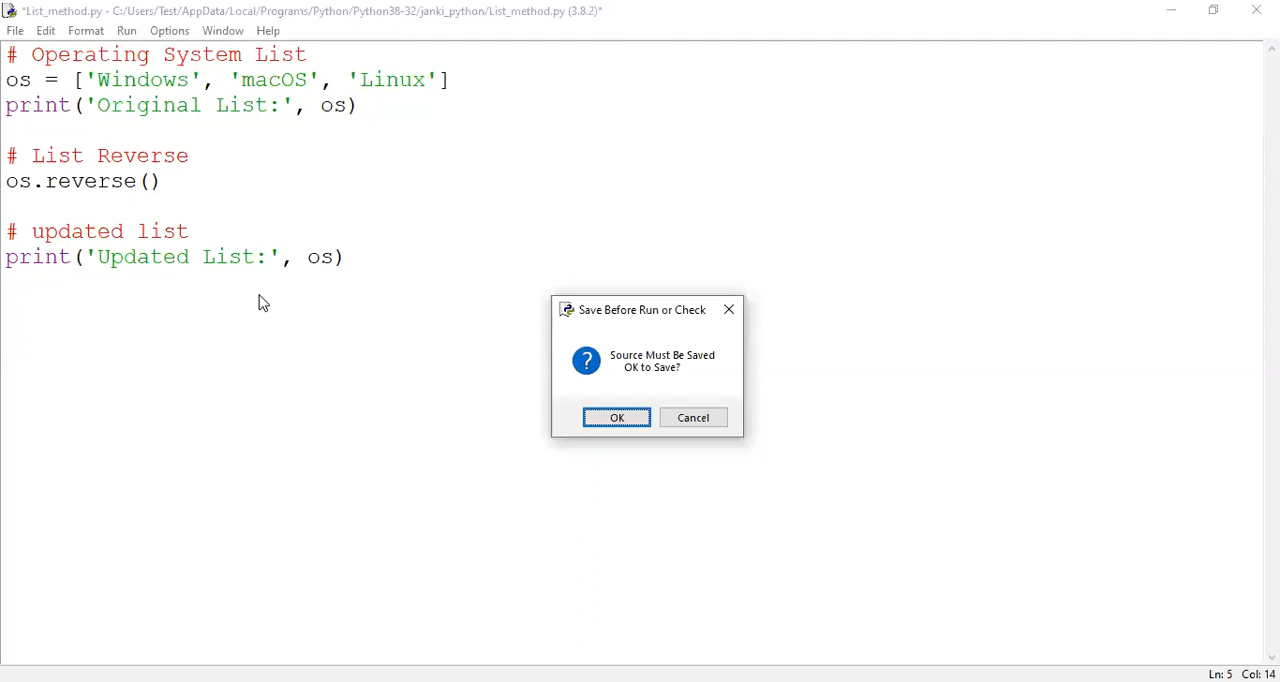 *List_method.py - C:/Users/Test/AppData/Local/Programs/Python/Python38-32/janki_python/List_method.py (3.8.2)*
File Edit Format Run Options Window Help
# Operating System List
os = ['Windows', 'macOS', 'Linux']
print('Original List:', os)
# List Reverse
os.reverse()
# updated list
print('Updated List:', os)
Save Before Run or Check
Source Must Be Saved
OK to Save?
OK Cancel
Ln: 5 Col: 14